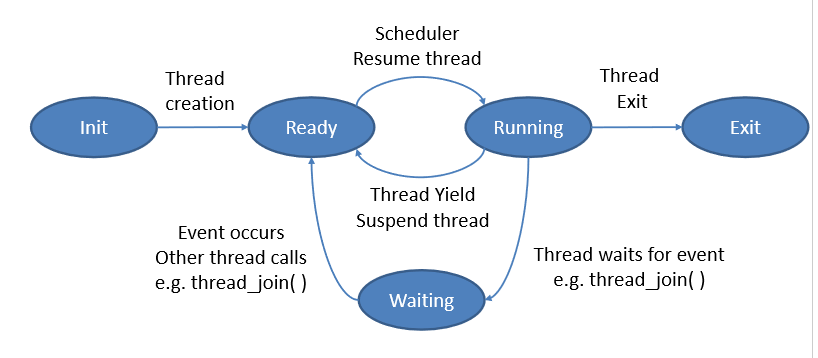 Scheduler
Resume thread
Thread
creation
Thread
Exit
Init
Ready
Running
Exit
Thread Yield
Suspend thread
Event occurs
Other thread calls
e.g. thread_join( )
Thread waits for event
e.g. thread_join( )
Waiting